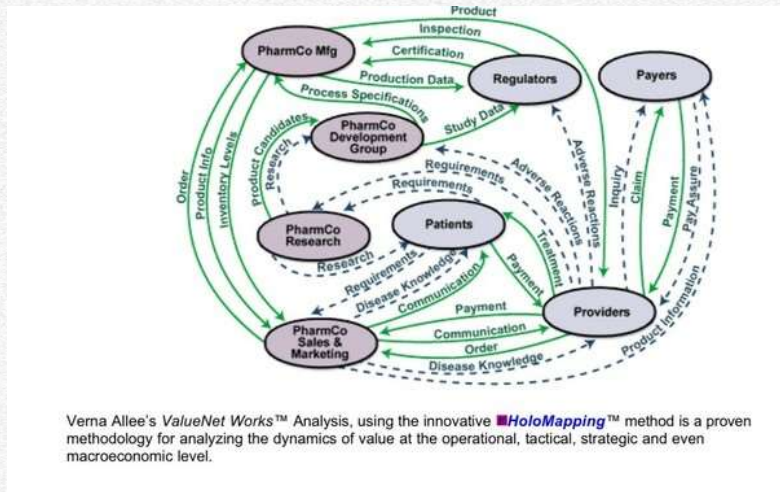 Product
Inspection
Certification
PharmCo Mfg
Regulators
Payers
Production Data
Process Specifications
PharmCo
Development
Group
Study Data
Order
Product Info
Inventory Levels
Product Candidates
Research
Requirements
Requirements
Adverse Reactions
Adverse Reactions
Inquiry
Claim
Payment
Pay Assure
PharmCo
Research
Patients
Research
Requirements
Disease Knowledge
Communication
Treatment
Payment
Providers
Product Information
PharmCo
Sales &
Marketing
Payment
Communication
Order
Disease Knowledge
Verna Allee's ValueNet Works™ Analysis, using the innovative HoloMapping™ method is a proven
methodology for analyzing the dynamics of value at the operational, tactical, strategic and even
macroeconomic level.